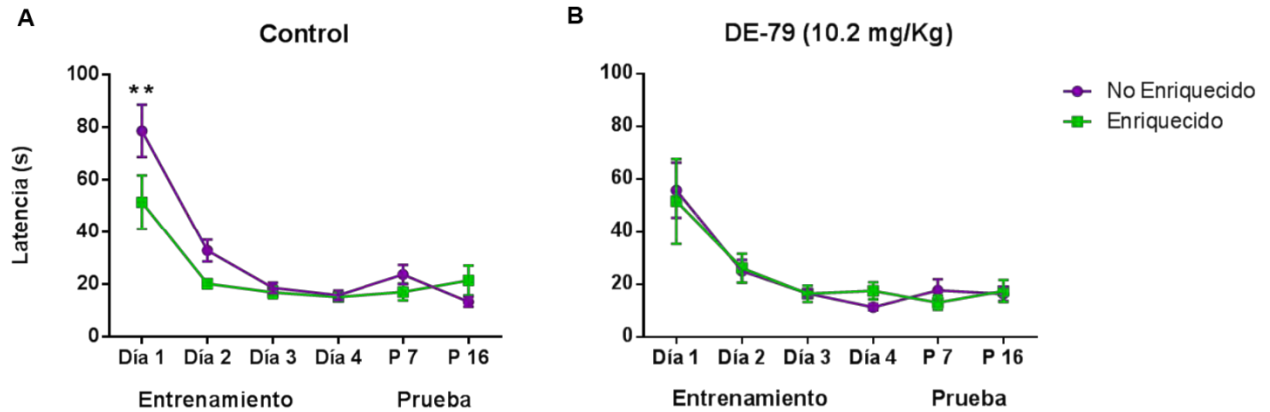 A
Control
**
Latencia (s)
100
80
60
40
20
0
Día 1 Día 2 Día 3 Día 4 P 7 P 16
Entrenamiento Prueba
B
DE-79 (10.2 mg/Kg)
100
80
60
40
20
0
Día 1 Día 2 Día 3 Día 4 P 7 P 16
Entrenamiento Prueba
No Enriquecido
Enriquecido